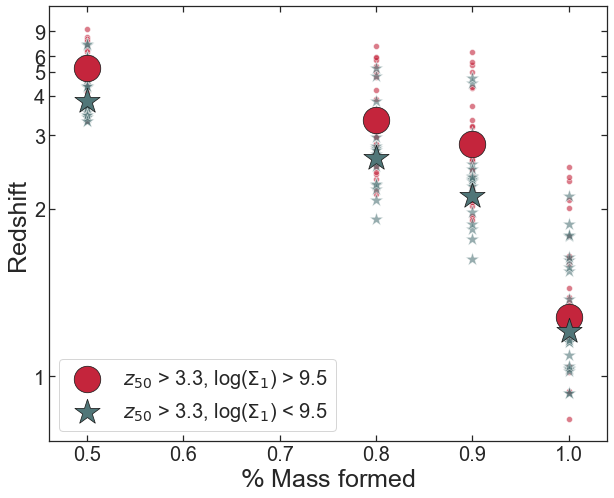 9
6
5
4
3
2
1
Redshift
z₅₀ > 3.3, log(Σ₁) > 9.5
z₅₀ > 3.3, log(Σ₁) < 9.5
0.5 0.6 0.7 0.8 0.9 1.0
% Mass formed